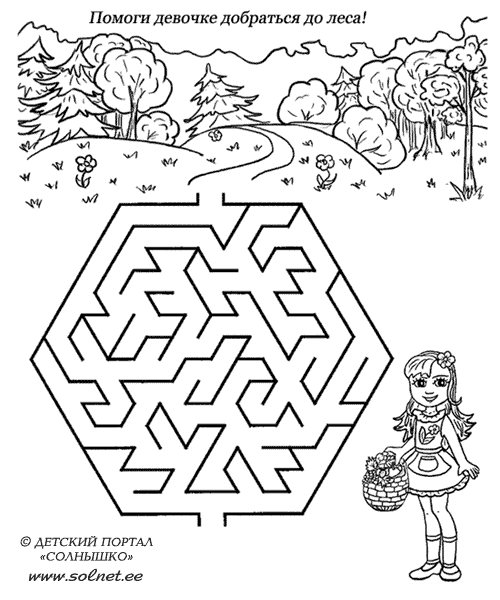 Помоги девочке добраться до леса!
© ДЕТСКИЙ ПОРТАЛ
«СОЛНЫШКО»
www.solnet.ee